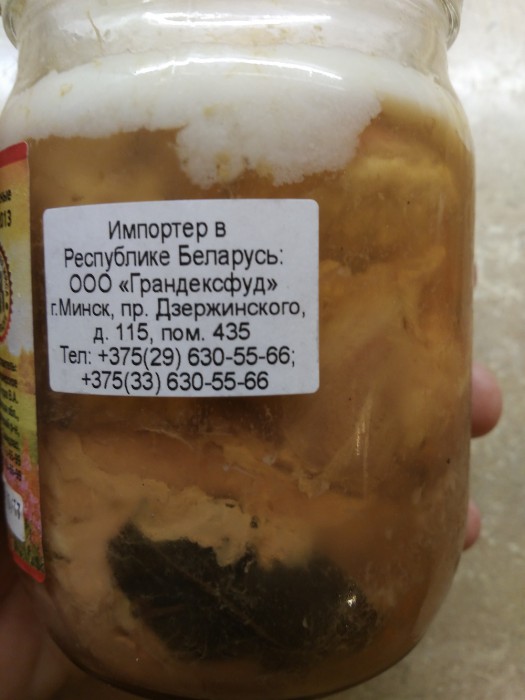 Импортер в
Республике Беларусь:
ООО «Грандексфуд»
г.Минск, пр. Дзержинского,
д. 115, пом. 435
Тел: +375(29) 630-55-66;
+375(33) 630-55-66